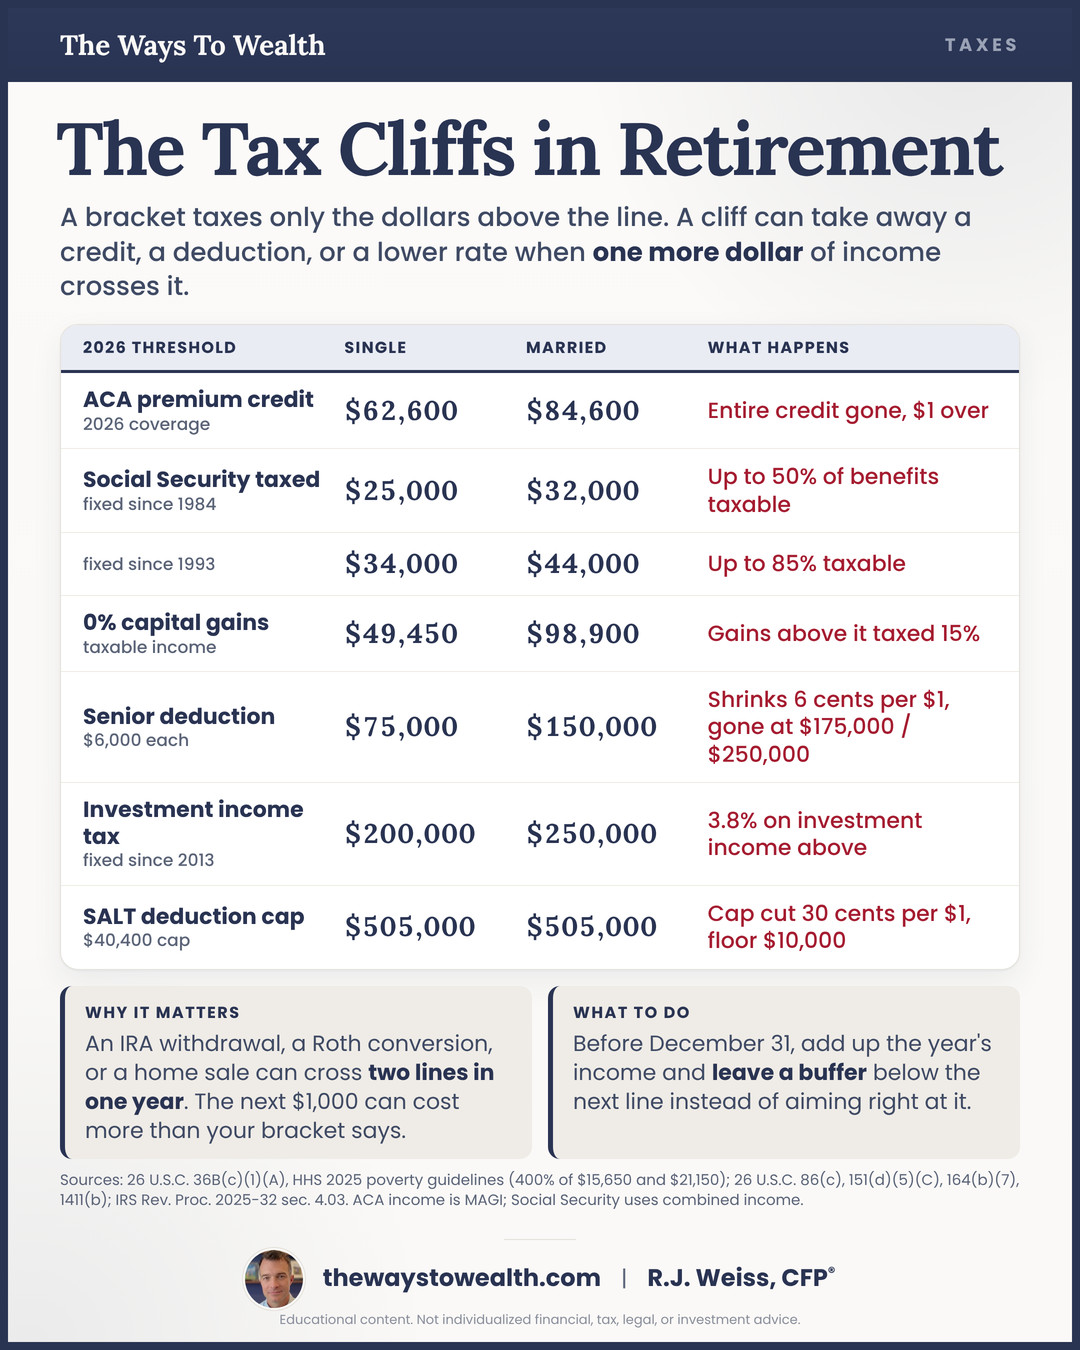 The Ways To Wealth
TAXES
The Tax Cliffs in Retirement
A bracket taxes only the dollars above the line. A cliff can take away a
credit, a deduction, or a lower rate when one more dollar of income
crosses it.
2026 THRESHOLD SINGLE MARRIED WHAT HAPPENS
ACA premium credit
2026 coverage
$62,600 $84,600 Entire credit gone, $1 over
Social Security taxed
fixed since 1984
$25,000 $32,000 Up to 50% of benefits
taxable
fixed since 1993 $34,000 $44,000 Up to 85% taxable
0% capital gains
taxable income
$49,450 $98,900 Gains above it taxed 15%
Senior deduction
$6,000 each
$75,000 $150,000 Shrinks 6 cents per $1,
gone at $175,000 /
$250,000
Investment income
tax
fixed since 2013
$200,000 $250,000 3.8% on investment
income above
SALT deduction cap
$40,400 cap
$505,000 $505,000 Cap cut 30 cents per $1,
floor $10,000
WHY IT MATTERS
An IRA withdrawal, a Roth conversion,
or a home sale can cross two lines in
one year. The next $1,000 can cost
more than your bracket says.
WHAT TO DO
Before December 31, add up the year's
income and leave a buffer below the
next line instead of aiming right at it.
Sources: 26 U.S.C. 36B(c)(1)(A), HHS 2025 poverty guidelines (400% of $15,650 and $21,150); 26 U.S.C. 86(c), 151(d)(5)(C), 164(b)(7),
1411(b); IRS Rev. Proc. 2025-32 sec. 4.03. ACA income is MAGI; Social Security uses combined income.
thewaystowealth.com | R.J. Weiss, CFP®
Educational content. Not individualized financial, tax, legal, or investment advice.